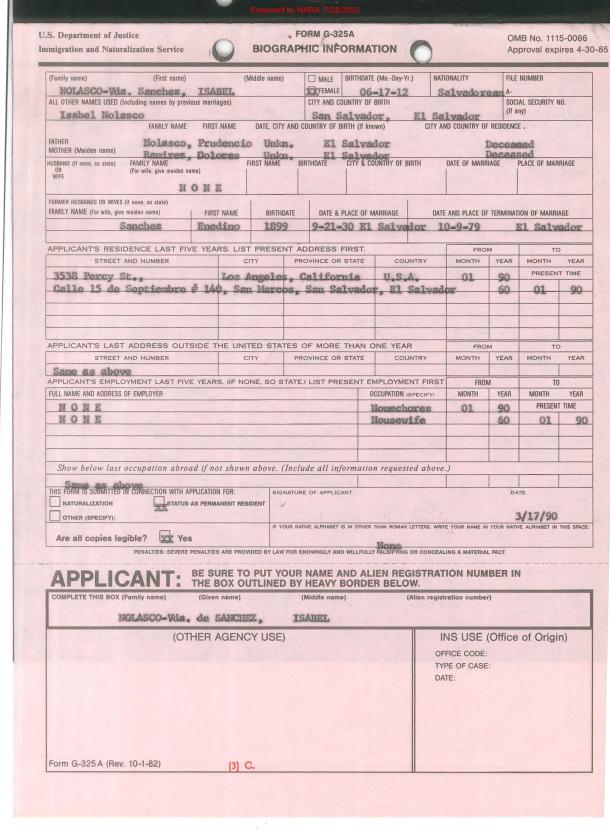 Screened by NARA, 7/28/2023
U.S. Department of Justice
Immigration and Naturalization Service
FORM G-325A
BIOGRAPHIC INFORMATION
OMB No. 1115-0066
Approval expires 4-30-85
(Family name) (First name) (Middle name) MALE BIRTHDATE (Mo.-Day-Yr.) NATIONALITY FILE NUMBER
NOLASCO-Vda. Sanchez, ISABEL XX FEMALE 06-17-12 Salvadorean A-
ALL OTHER NAMES USED (Including names by previous marriages) CITY AND COUNTRY OF BIRTH SOCIAL SECURITY NO. (If any)
Isabel Nolasco San Salvador, El Salvador
FAMILY NAME FIRST NAME DATE, CITY AND COUNTRY OF BIRTH (If known) CITY AND COUNTRY OF RESIDENCE.
FATHER Nolasco, Prudencio Unkn. El Salvador Deceased
MOTHER (Maiden name) Ramirez, Dolores Unkn. El Salvador Deceased
HUSBAND (If none, so state) OR WIFE FAMILY NAME (For wife, give maiden name) FIRST NAME BIRTHDATE CITY & COUNTRY OF BIRTH DATE OF MARRIAGE PLACE OF MARRIAGE
N O N E
FORMER HUSBANDS OR WIVES (if none, so state)
FAMILY NAME (For wife, give maiden name) FIRST NAME BIRTHDATE DATE & PLACE OF MARRIAGE DATE AND PLACE OF TERMINATION OF MARRIAGE
Sanchez Enedino 1899 9-21-30 El Salvador 10-9-79 El Salvador
APPLICANT'S RESIDENCE LAST FIVE YEARS. LIST PRESENT ADDRESS FIRST. FROM TO
STREET AND NUMBER CITY PROVINCE OR STATE COUNTRY MONTH YEAR MONTH YEAR
3538 Percy St., Los Angeles, California U.S.A. 01 90 PRESENT TIME
Calle 15 de Septiembre # 140, San Marcos, San Salvador, El Salvador 60 01 90
APPLICANT'S LAST ADDRESS OUTSIDE THE UNITED STATES OF MORE THAN ONE YEAR FROM TO
STREET AND NUMBER CITY PROVINCE OR STATE COUNTRY MONTH YEAR MONTH YEAR
Same as above
APPLICANT'S EMPLOYMENT LAST FIVE YEARS. (IF NONE, SO STATE.) LIST PRESENT EMPLOYMENT FIRST FROM TO
FULL NAME AND ADDRESS OF EMPLOYER OCCUPATION (SPECIFY) MONTH YEAR MONTH YEAR
N O N E Homechores 01 90 PRESENT TIME
N O N E Housewife 60 01 90
Show below last occupation abroad if not shown above. (Include all information requested above.)
Same as above
THIS FORM IS SUBMITTED IN CONNECTION WITH APPLICATION FOR: SIGNATURE OF APPLICANT DATE
NATURALIZATION XX STATUS AS PERMANENT RESIDENT
OTHER (SPECIFY): 3/17/90
Are all copies legible? XX Yes IF YOUR NATIVE ALPHABET IS IN OTHER THAN ROMAN LETTERS, WRITE YOUR NAME IN YOUR NATIVE ALPHABET IN THIS SPACE:
None
PENALTIES: SEVERE PENALTIES ARE PROVIDED BY LAW FOR KNOWINGLY AND WILLFULLY FALSIFYING OR CONCEALING A MATERIAL FACT.
APPLICANT: BE SURE TO PUT YOUR NAME AND ALIEN REGISTRATION NUMBER IN
THE BOX OUTLINED BY HEAVY BORDER BELOW.
COMPLETE THIS BOX (Family name) (Given name) (Middle name) (Alien registration number)
NOLASCO-Vda. de SANCHEZ, ISABEL
(OTHER AGENCY USE) INS USE (Office of Origin)
OFFICE CODE:
TYPE OF CASE:
DATE:
Form G-325 A (Rev. 10-1-82) (3) C.